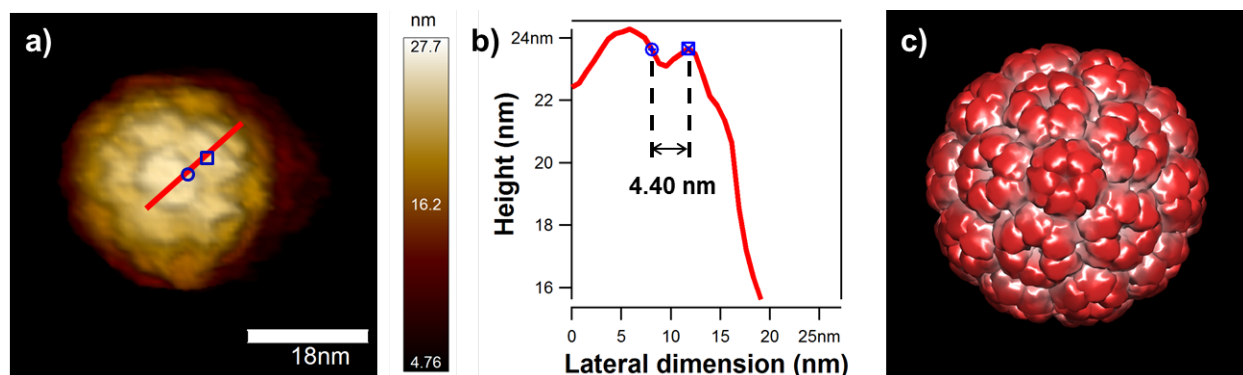 a)
18nm
nm
27.7
16.2
4.76
b)
Height (nm)
24nm
22
20
18
16
4.40 nm
0 5 10 15 20 25nm
Lateral dimension (nm)
c)